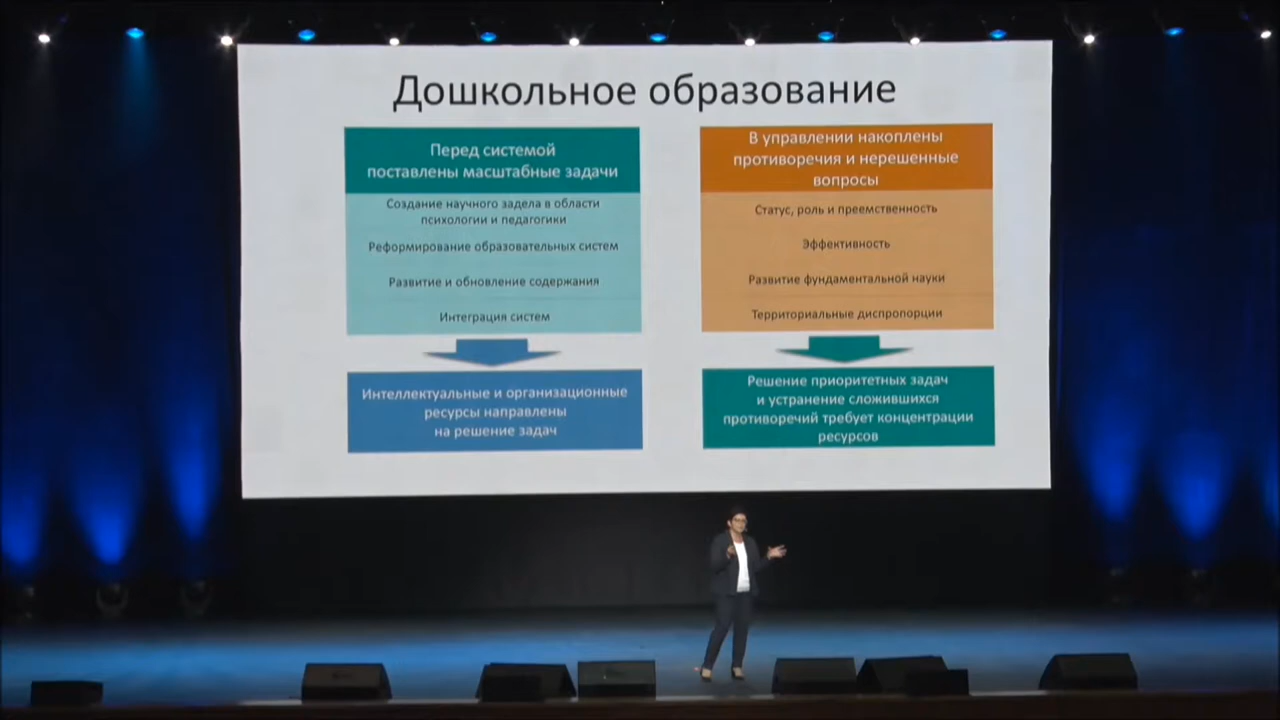 Дошкольное образование
Перед системой
поставлены масштабные задачи
Создание научного задела в области
психологии и педагогики
Реформирование образовательных систем
Развитие и обновление содержания
Интеграция систем
Интеллектуальные и организационные
ресурсы направлены
на решение задач
В управлении накоплены
противоречия и нерешенные
вопросы
Статус, роль и преемственность
Эффективность
Развитие фундаментальной науки
Территориальные диспропорции
Решение приоритетных задач
и устранение сложившихся
противоречий требует концентрации
ресурсов